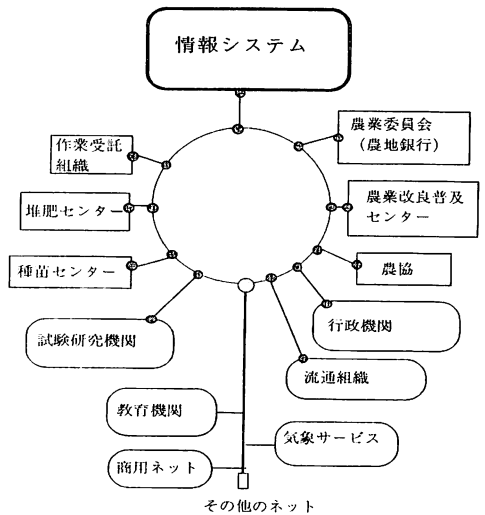 情報システム
農業委員会
（農地銀行）
作業受託
組織
農業改良普及
センター
堆肥センター
農協
種苗センター
行政機関
試験研究機関
流通組織
教育機関
気象サービス
商用ネット
その他のネット